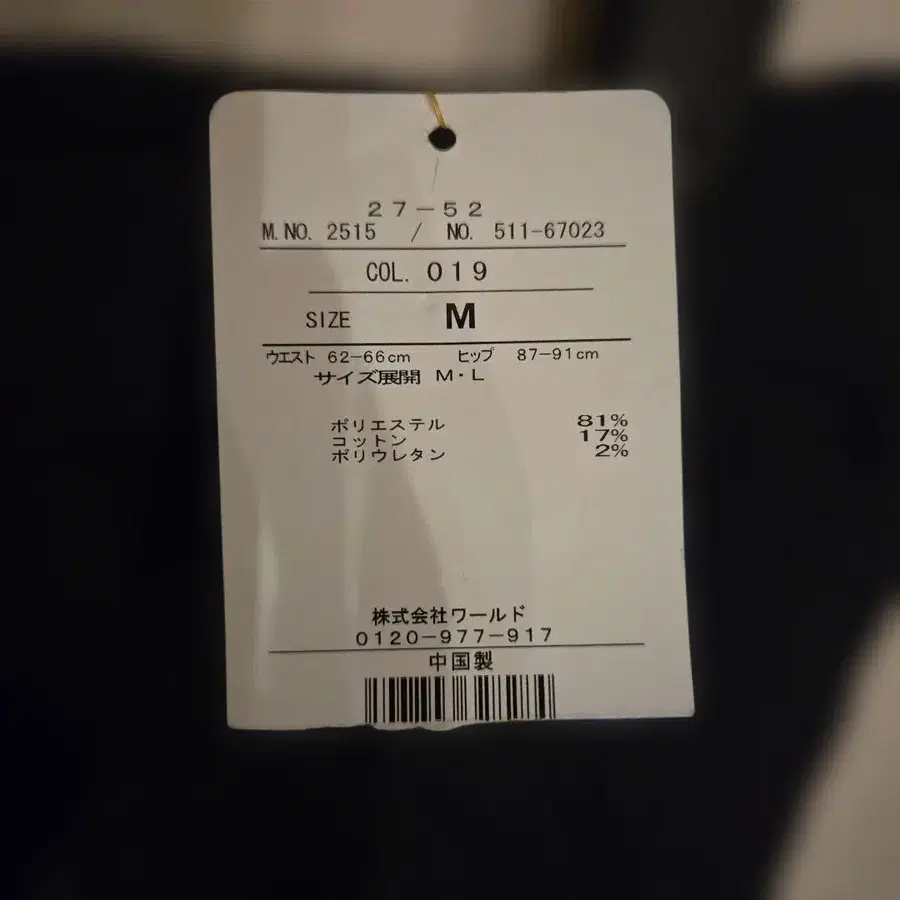 27-52
M.NO. 2515 / NO. 511-67023
COL. 019
SIZE M
ウエスト 62-66cm ヒップ 87-91cm
サイズ展開 M・L
ポリエステル 81%
コットン 17%
ポリウレタン 2%
株式会社ワールド
0120-977-917
中国製